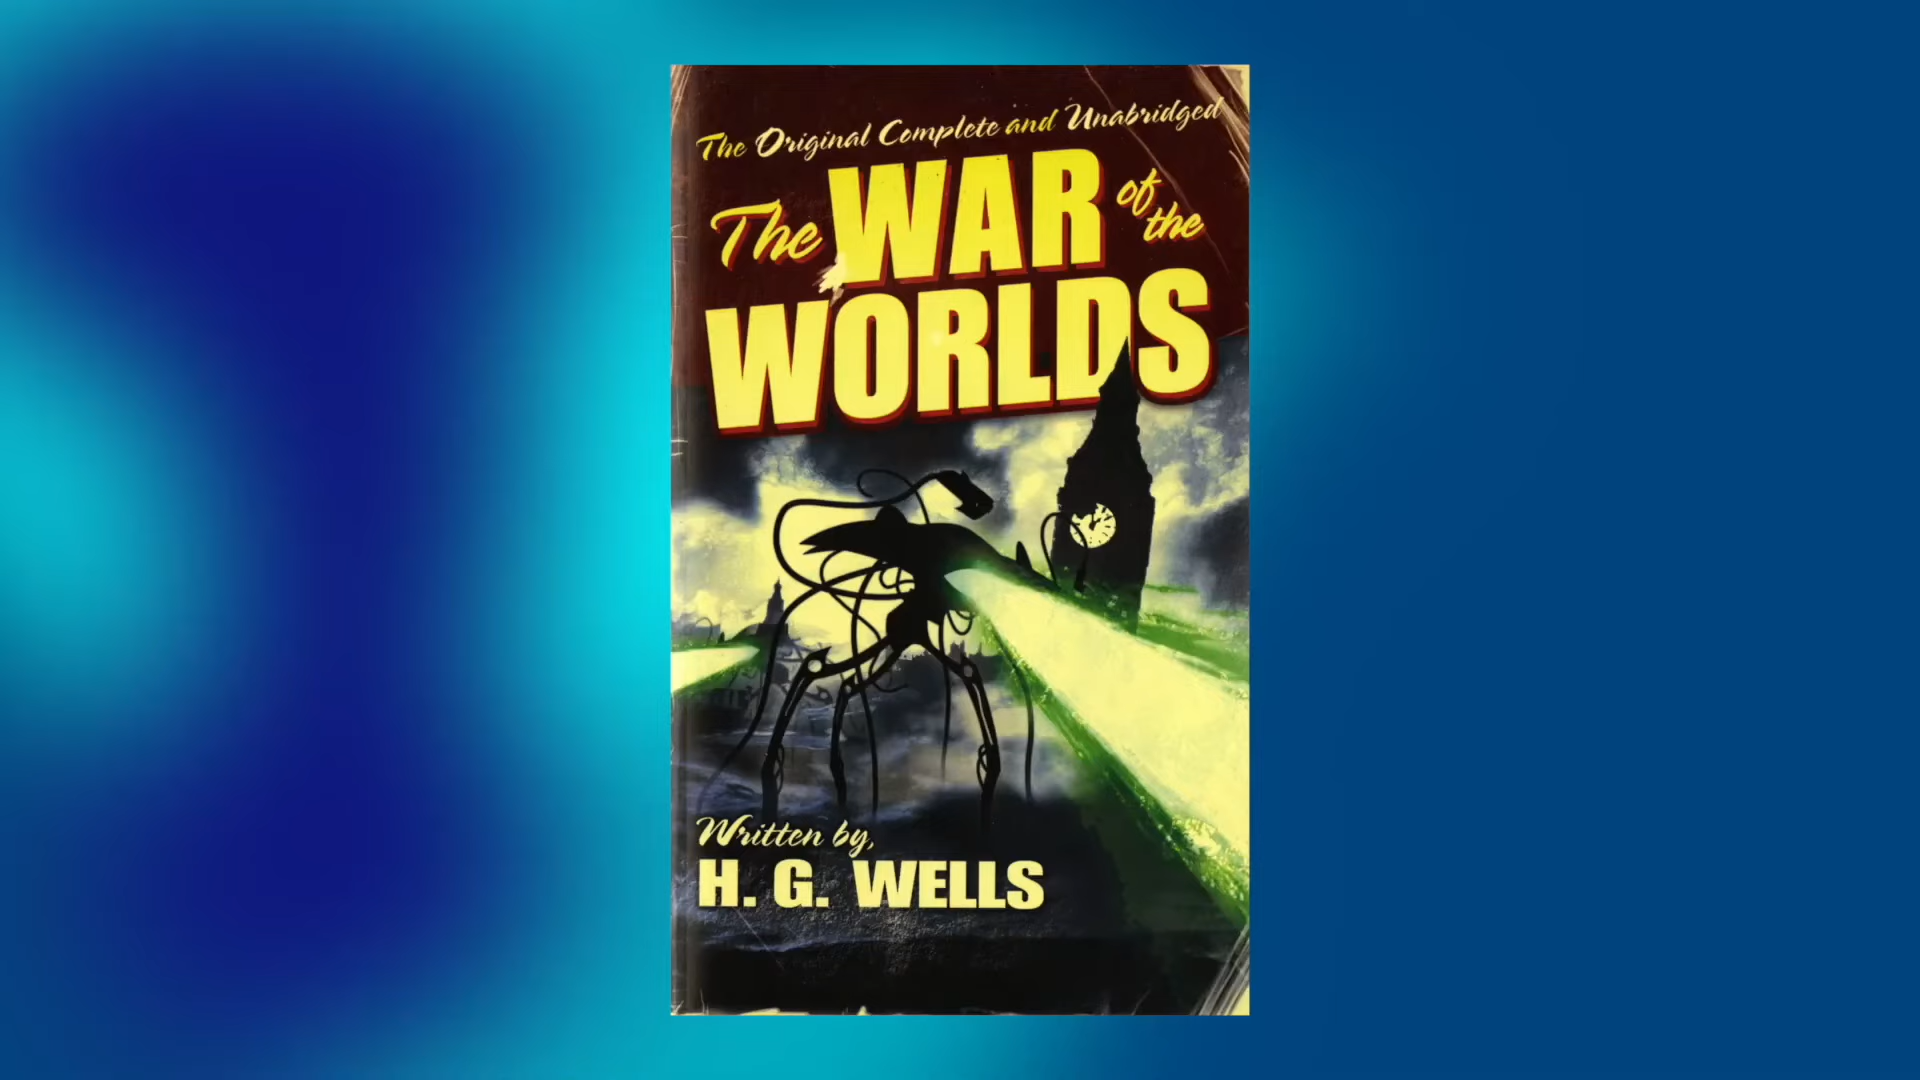 The Original Complete and Unabridged
The WAR of the
WORLDS
Written by,
H. G. WELLS